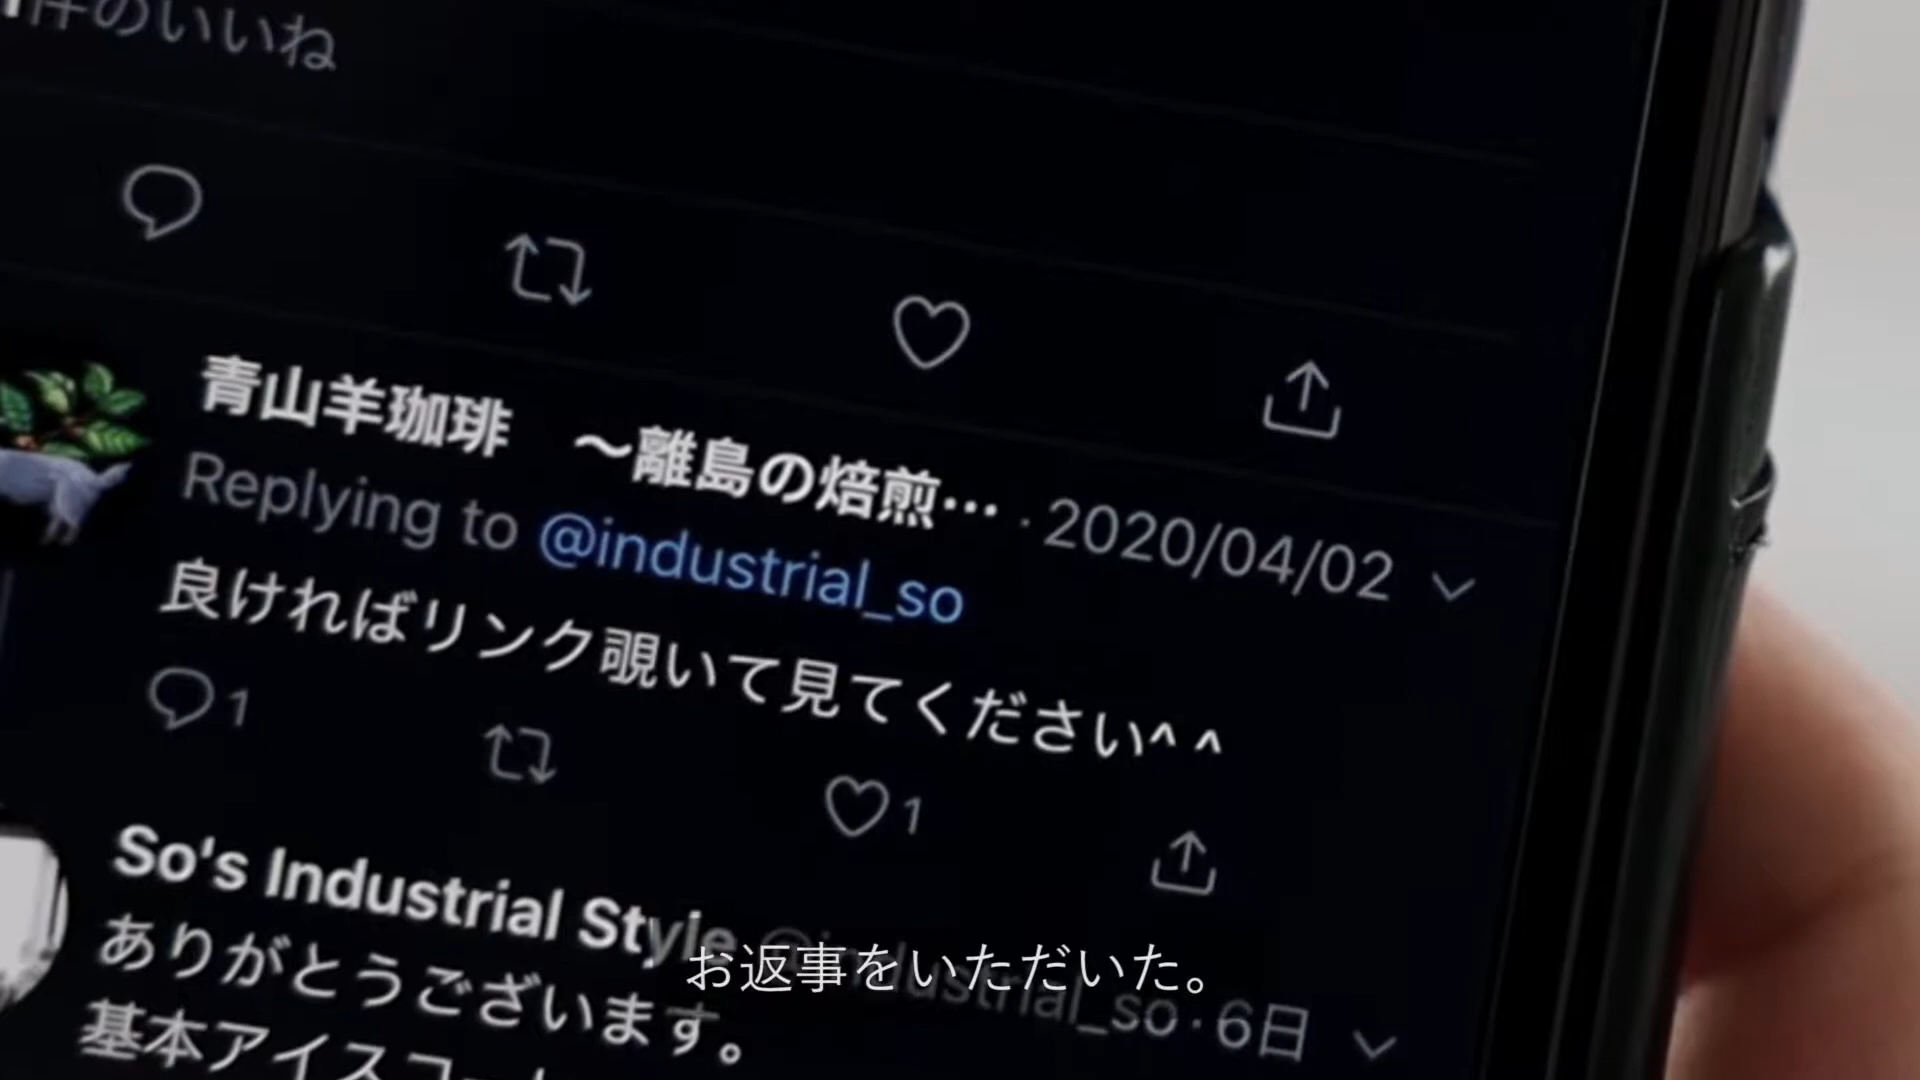 件のいいね
青山羊珈琲　〜離島の焙煎… · 2020/04/02
Replying to @industrial_so
良ければリンク覗いて見てください^ ^
1
1
So's Industrial Style @industrial_so · 6日
ありがとうございます。
お返事をいただいた。
基本アイスコー